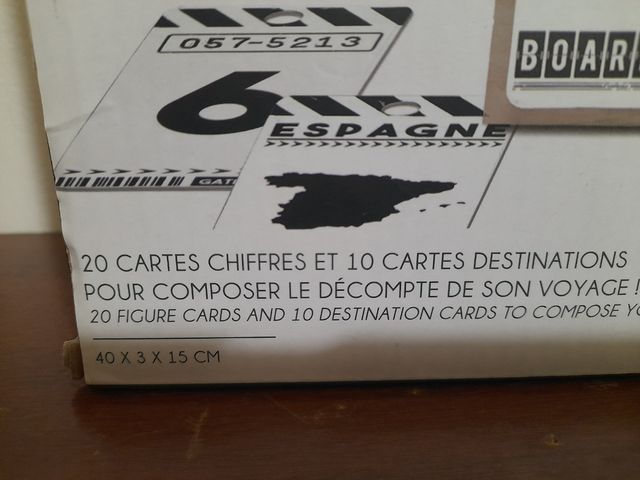 057-5213
BOAR
6
ESPAGNE
20 CARTES CHIFFRES ET 10 CARTES DESTINATIONS
POUR COMPOSER LE DÉCOMPTE DE SON VOYAGE !
20 FIGURE CARDS AND 10 DESTINATION CARDS TO COMPOSE
40 X 3 X 15 CM